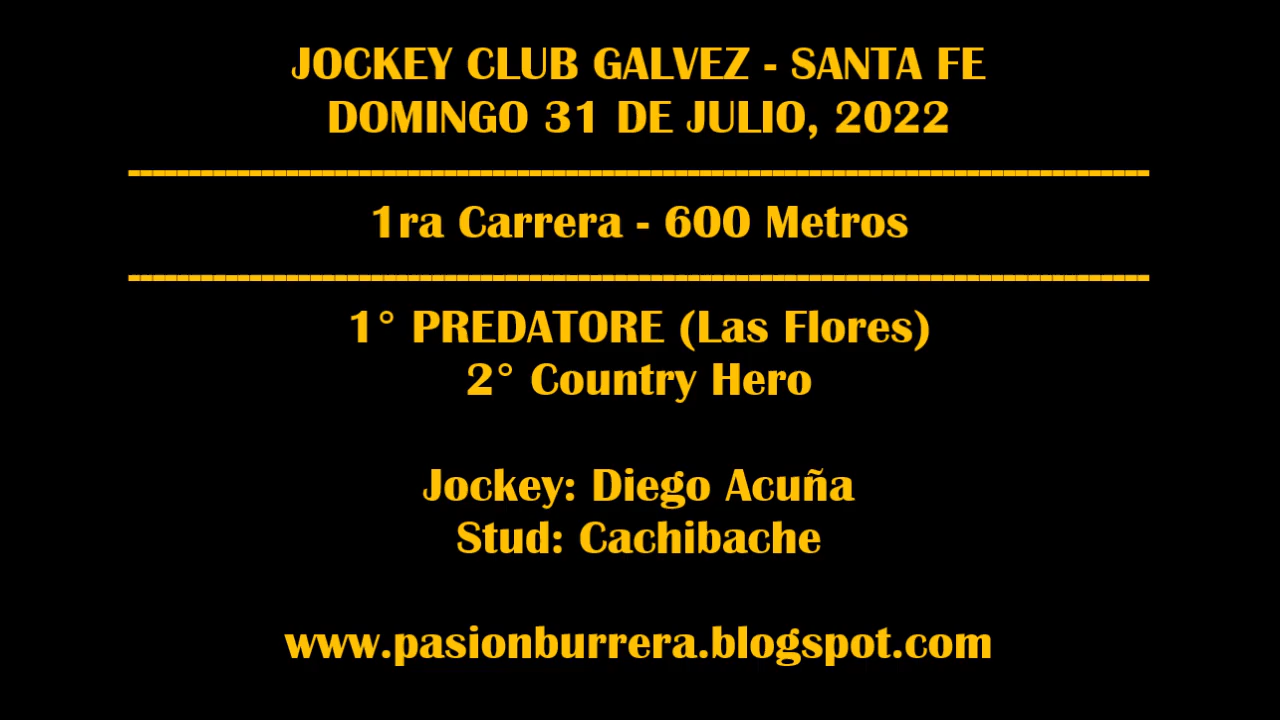 JOCKEY CLUB GALVEZ - SANTA FE
DOMINGO 31 DE JULIO, 2022
1ra Carrera - 600 Metros
1° PREDATORE (Las Flores)
2° Country Hero
Jockey: Diego Acuña
Stud: Cachibache
www.pasionburrera.blogspot.com